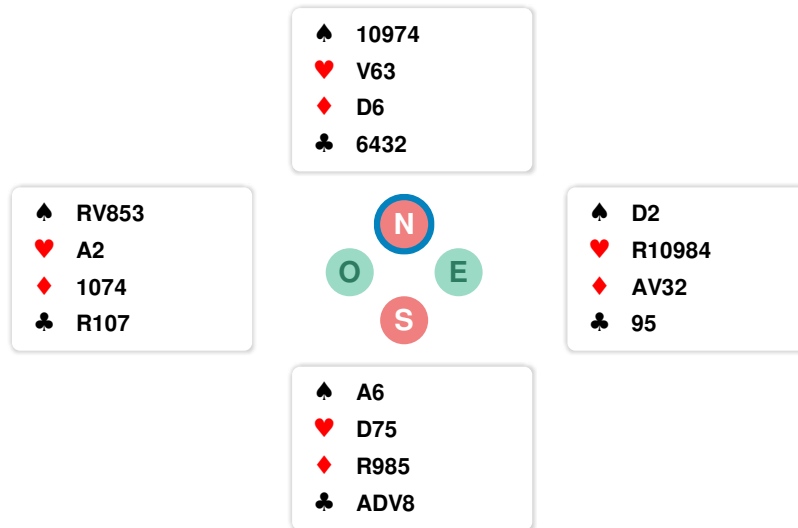 ♠ 10974
♥ V63
♦ D6
♣ 6432
♠ RV853
♥ A2
♦ 1074
♣ R107
N
O E
S
♠ D2
♥ R10984
♦ AV32
♣ 95
♠ A6
♥ D75
♦ R985
♣ ADV8